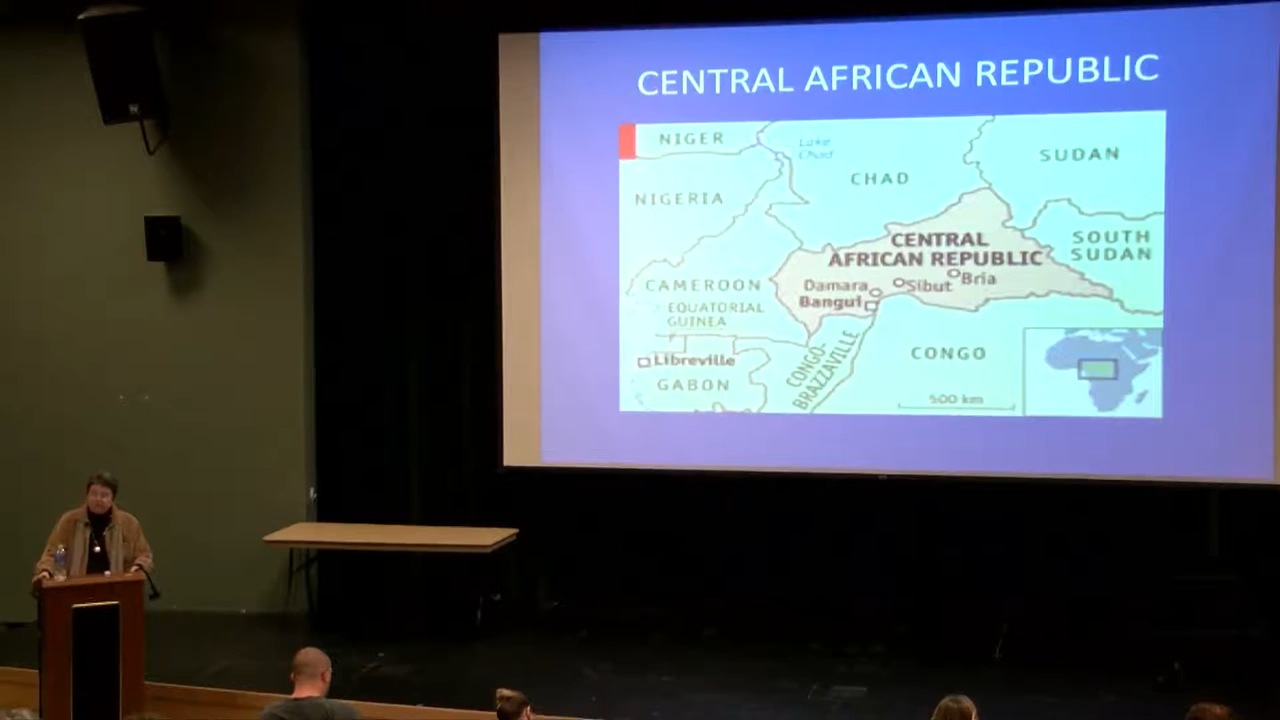 CENTRAL AFRICAN REPUBLIC
NIGER
Lake
Chad
SUDAN
CHAD
NIGERIA
CENTRAL
AFRICAN REPUBLIC
SOUTH
SUDAN
Bria
CAMEROON
Damara
Sibut
Bangui
EQUATORIAL
GUINEA
CONGO-
BRAZZAVILLE
CONGO
Libreville
GABON
500 km